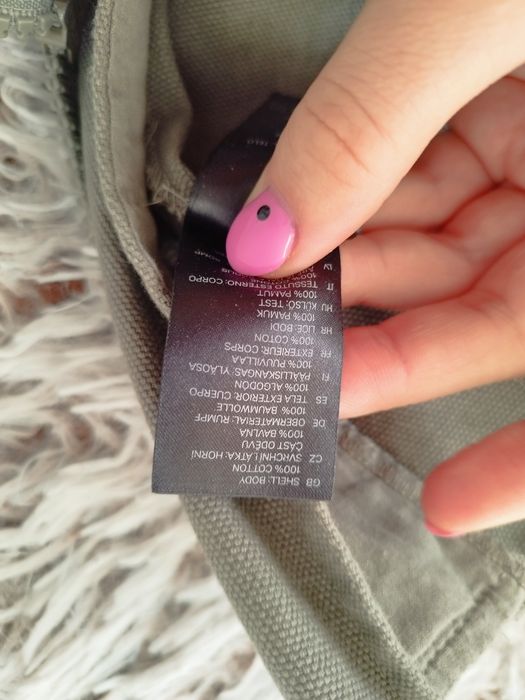 GB SHELL: BODY
100% COTTON
CZ SVRCHNÍ LÁTKA: HORNÍ
ČÁST ODĚVU
100% BAVLNA
DE OBERMATERIAL: RUMPF
100% BAUMWOLLE
ES TELA EXTERIOR: CUERPO
100% ALGODÓN
FI PÄÄLLISKANGAS: YLÄOSA
100% PUUVILLAA
FR EXTÉRIEUR: CORPS
100% COTON
HR LICE: BODI
100% PAMUK
HU KÜLSŐ: TEST
100% PAMUT
IT TESSUTO ESTERNO: CORPO
100%
LV